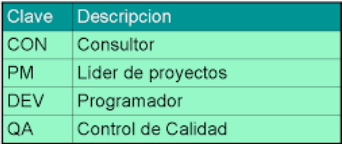 Clave Descripcion
CON Consultor
PM Líder de proyectos
DEV Programador
QA Control de Calidad